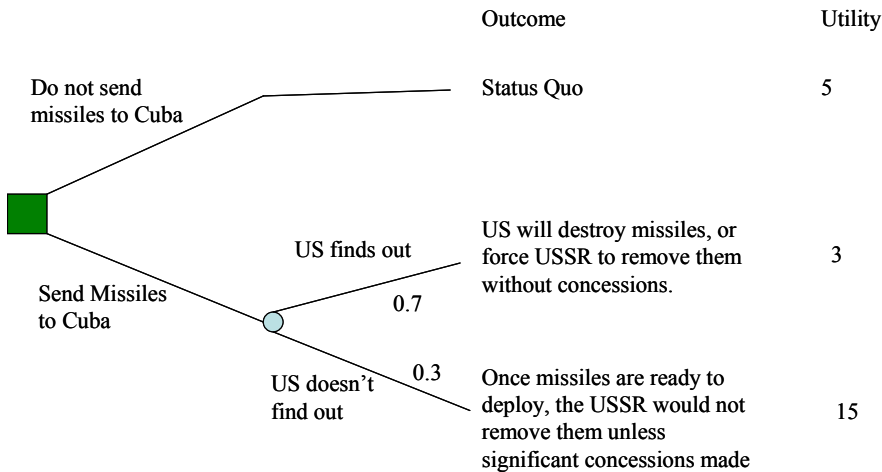 Outcome Utility
Do not send
missiles to Cuba
Status Quo 5
US finds out
0.7
US will destroy missiles, or
force USSR to remove them
without concessions.
3
Send Missiles
to Cuba
US doesn’t
find out
0.3
Once missiles are ready to
deploy, the USSR would not
remove them unless
significant concessions made
15